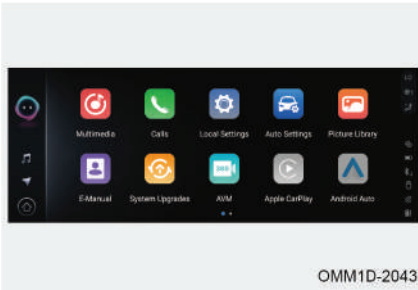 Multimedia
Calls
Local Settings
Auto Settings
Picture Library
E-Manual
System Upgrades
AVM
Apple CarPlay
Android Auto
OMM1D-2043